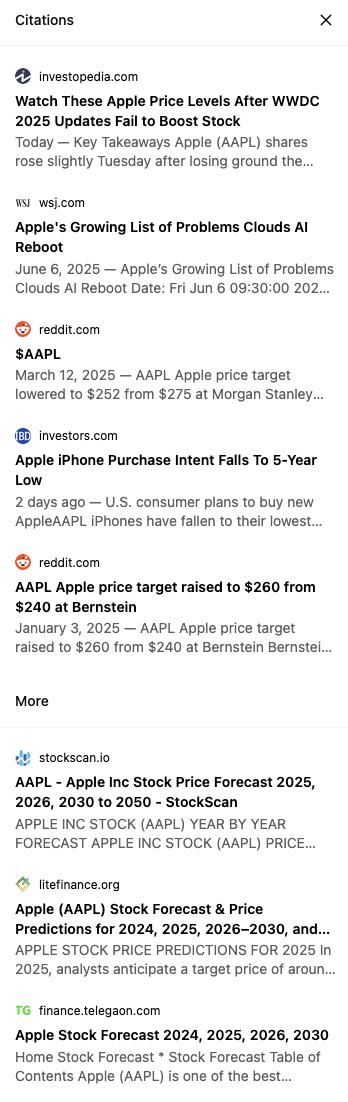 Citations
investopedia.com
Watch These Apple Price Levels After WWDC
2025 Updates Fail to Boost Stock
Today — Key Takeaways Apple (AAPL) shares
rose slightly Tuesday after losing ground the...
WSJ wsj.com
Apple's Growing List of Problems Clouds AI
Reboot
June 6, 2025 — Apple's Growing List of Problems
Clouds AI Reboot Date: Fri Jun 6 09:30:00 202...
reddit.com
$AAPL
March 12, 2025 — AAPL Apple price target
lowered to $252 from $275 at Morgan Stanley...
IBD investors.com
Apple iPhone Purchase Intent Falls To 5-Year
Low
2 days ago — U.S. consumer plans to buy new
AppleAAPL iPhones have fallen to their lowest...
reddit.com
AAPL Apple price target raised to $260 from
$240 at Bernstein
January 3, 2025 — AAPL Apple price target
raised to $260 from $240 at Bernstein Bernstei...
More
stockscan.io
AAPL - Apple Inc Stock Price Forecast 2025,
2026, 2030 to 2050 - StockScan
APPLE INC STOCK (AAPL) YEAR BY YEAR
FORECAST APPLE INC STOCK (AAPL) PRICE...
litefinance.org
Apple (AAPL) Stock Forecast & Price
Predictions for 2024, 2025, 2026–2030, and...
APPLE STOCK PRICE PREDICTIONS FOR 2025 In
2025, analysts anticipate a target price of aroun...
TG finance.telegaon.com
Apple Stock Forecast 2024, 2025, 2026, 2030
Home Stock Forecast * Stock Forecast Table of
Contents Apple (AAPL) is one of the best...